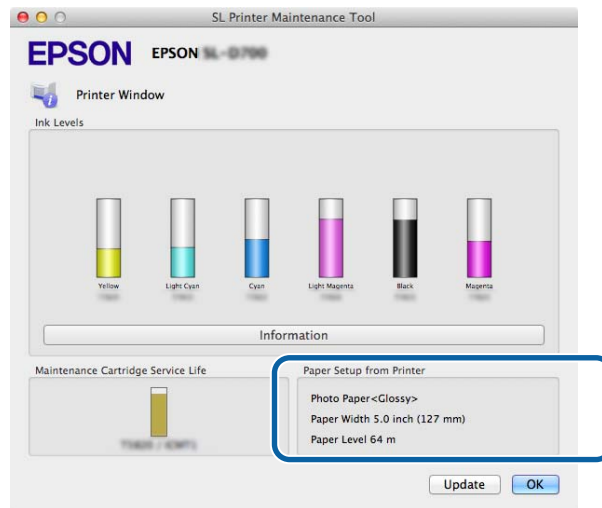 SL Printer Maintenance Tool
EPSON EPSON SL-D700
Printer Window
Ink Levels
Yellow Light Cyan Cyan Light Magenta Black Magenta
Information
Maintenance Cartridge Service Life
Paper Setup from Printer
Photo Paper<Glossy>
Paper Width 5.0 inch (127 mm)
Paper Level 64 m
Update OK